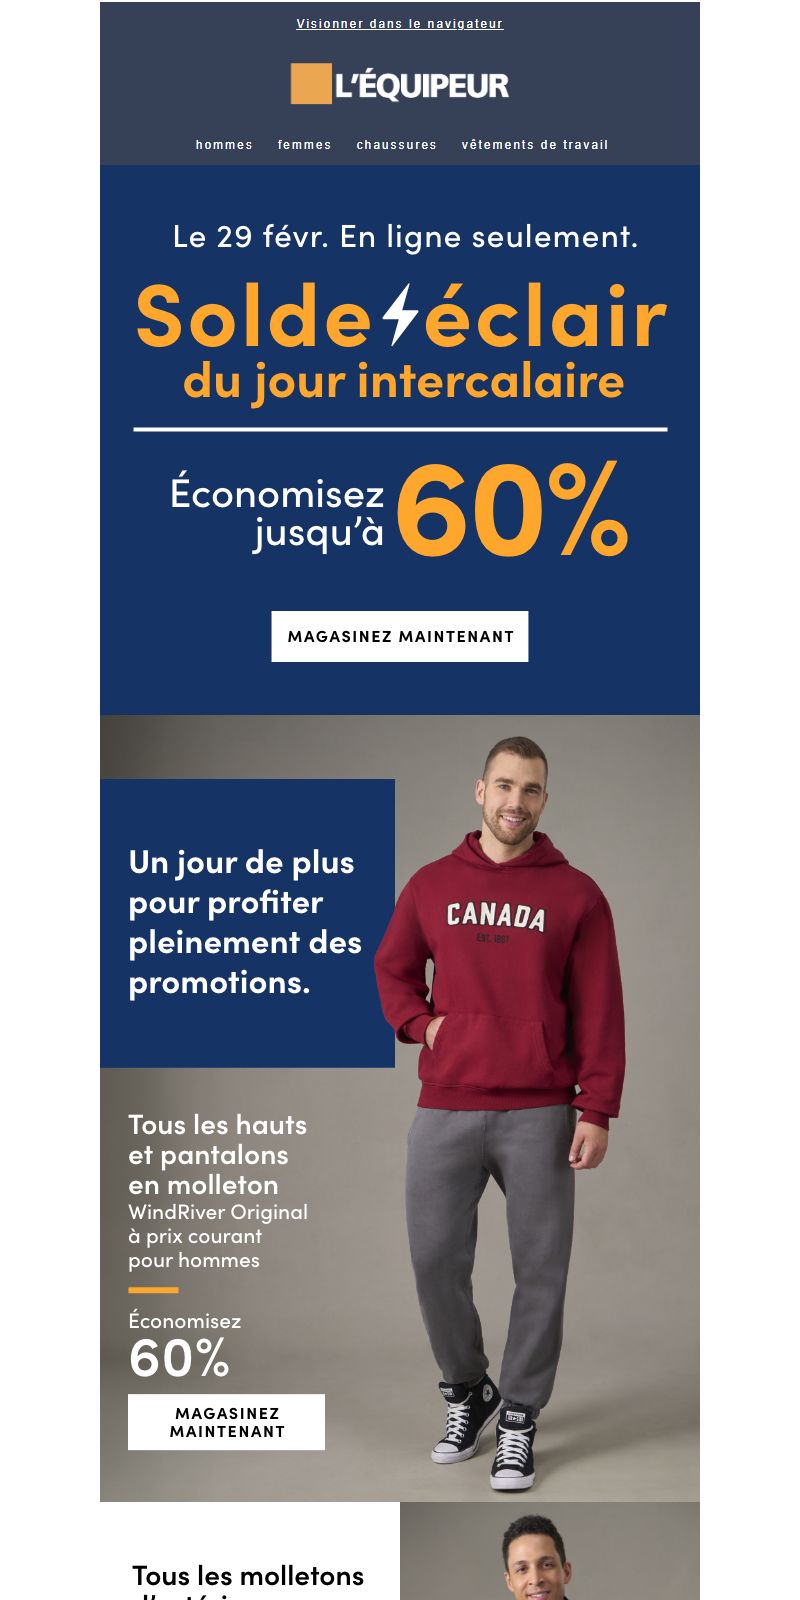 Visionner dans le navigateur
L'ÉQUIPEUR
hommes femmes chaussures vêtements de travail
Le 29 févr. En ligne seulement.
Solde éclair
du jour intercalaire
Économisez
jusqu'à 60%
MAGASINEZ MAINTENANT
Un jour de plus
pour profiter
pleinement des
promotions.
CANADA
EST. 1867
Tous les hauts
et pantalons
en molleton
WindRiver Original
à prix courant
pour hommes
Économisez
60%
MAGASINEZ
MAINTENANT
Tous les molletons